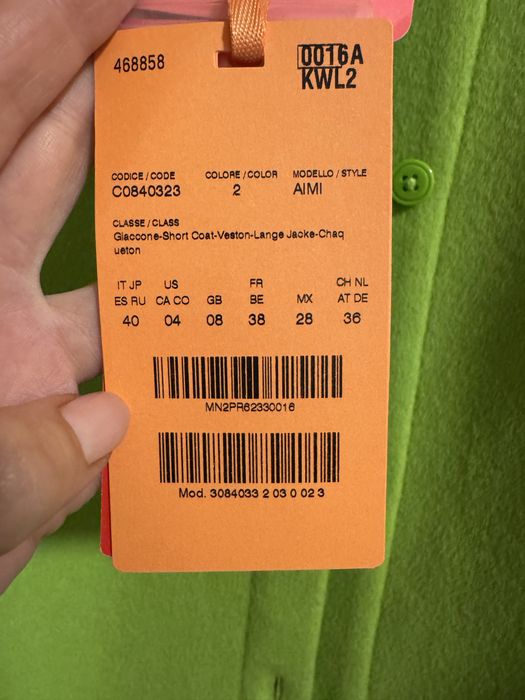 468858
0016A
KWL2
CODICE / CODE COLORE / COLOR MODELLO / STYLE
C0840323 2 AIMI
CLASSE / CLASS
Giaccone-Short Coat-Veston-Lange Jacke-Chaq
ueton
IT JP US FR CH NL
ES RU CA CO GB BE MX AT DE
40 04 08 38 28 36
MN2PR62330016
Mod. 3084033 2 03 0 02 3